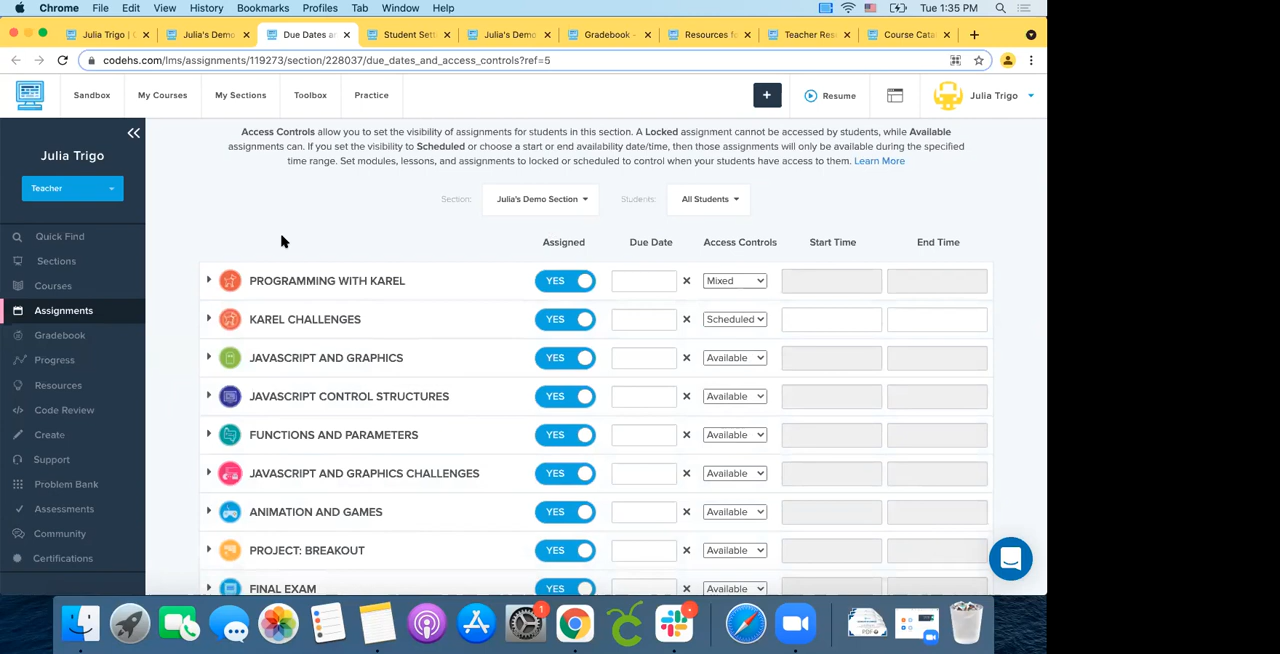 Chrome File Edit View History Bookmarks Profiles Tab Window Help Tue 1:35 PM
Julia Trigo | Julia's Demo Due Dates a Student Set Julia's Demo Gradebook - Resources fo Teacher Res Course Cata
codehs.com/lms/assignments/119273/section/228037/due_dates_and_access_controls?ref=5
Sandbox My Courses My Sections Toolbox Practice + Resume Julia Trigo
Access Controls allow you to set the visibility of assignments for students in this section. A Locked assignment cannot be accessed by students, while Available
assignments can. If you set the visibility to Scheduled or choose a start or end availability date/time, then those assignments will only be available during the specified
time range. Set modules, lessons, and assignments to locked or scheduled to control when your students have access to them. Learn More
Julia Trigo
Teacher
Quick Find
Sections
Courses
Assignments
Gradebook
Progress
Resources
Code Review
Create
Support
Problem Bank
Assessments
Community
Certifications
Section: Julia's Demo Section Students: All Students
Assigned Due Date Access Controls Start Time End Time
PROGRAMMING WITH KAREL YES Mixed
KAREL CHALLENGES YES Scheduled
JAVASCRIPT AND GRAPHICS YES Available
JAVASCRIPT CONTROL STRUCTURES YES Available
FUNCTIONS AND PARAMETERS YES Available
JAVASCRIPT AND GRAPHICS CHALLENGES YES Available
ANIMATION AND GAMES YES Available
PROJECT: BREAKOUT YES Available
FINAL EXAM YES Available
1
PDF